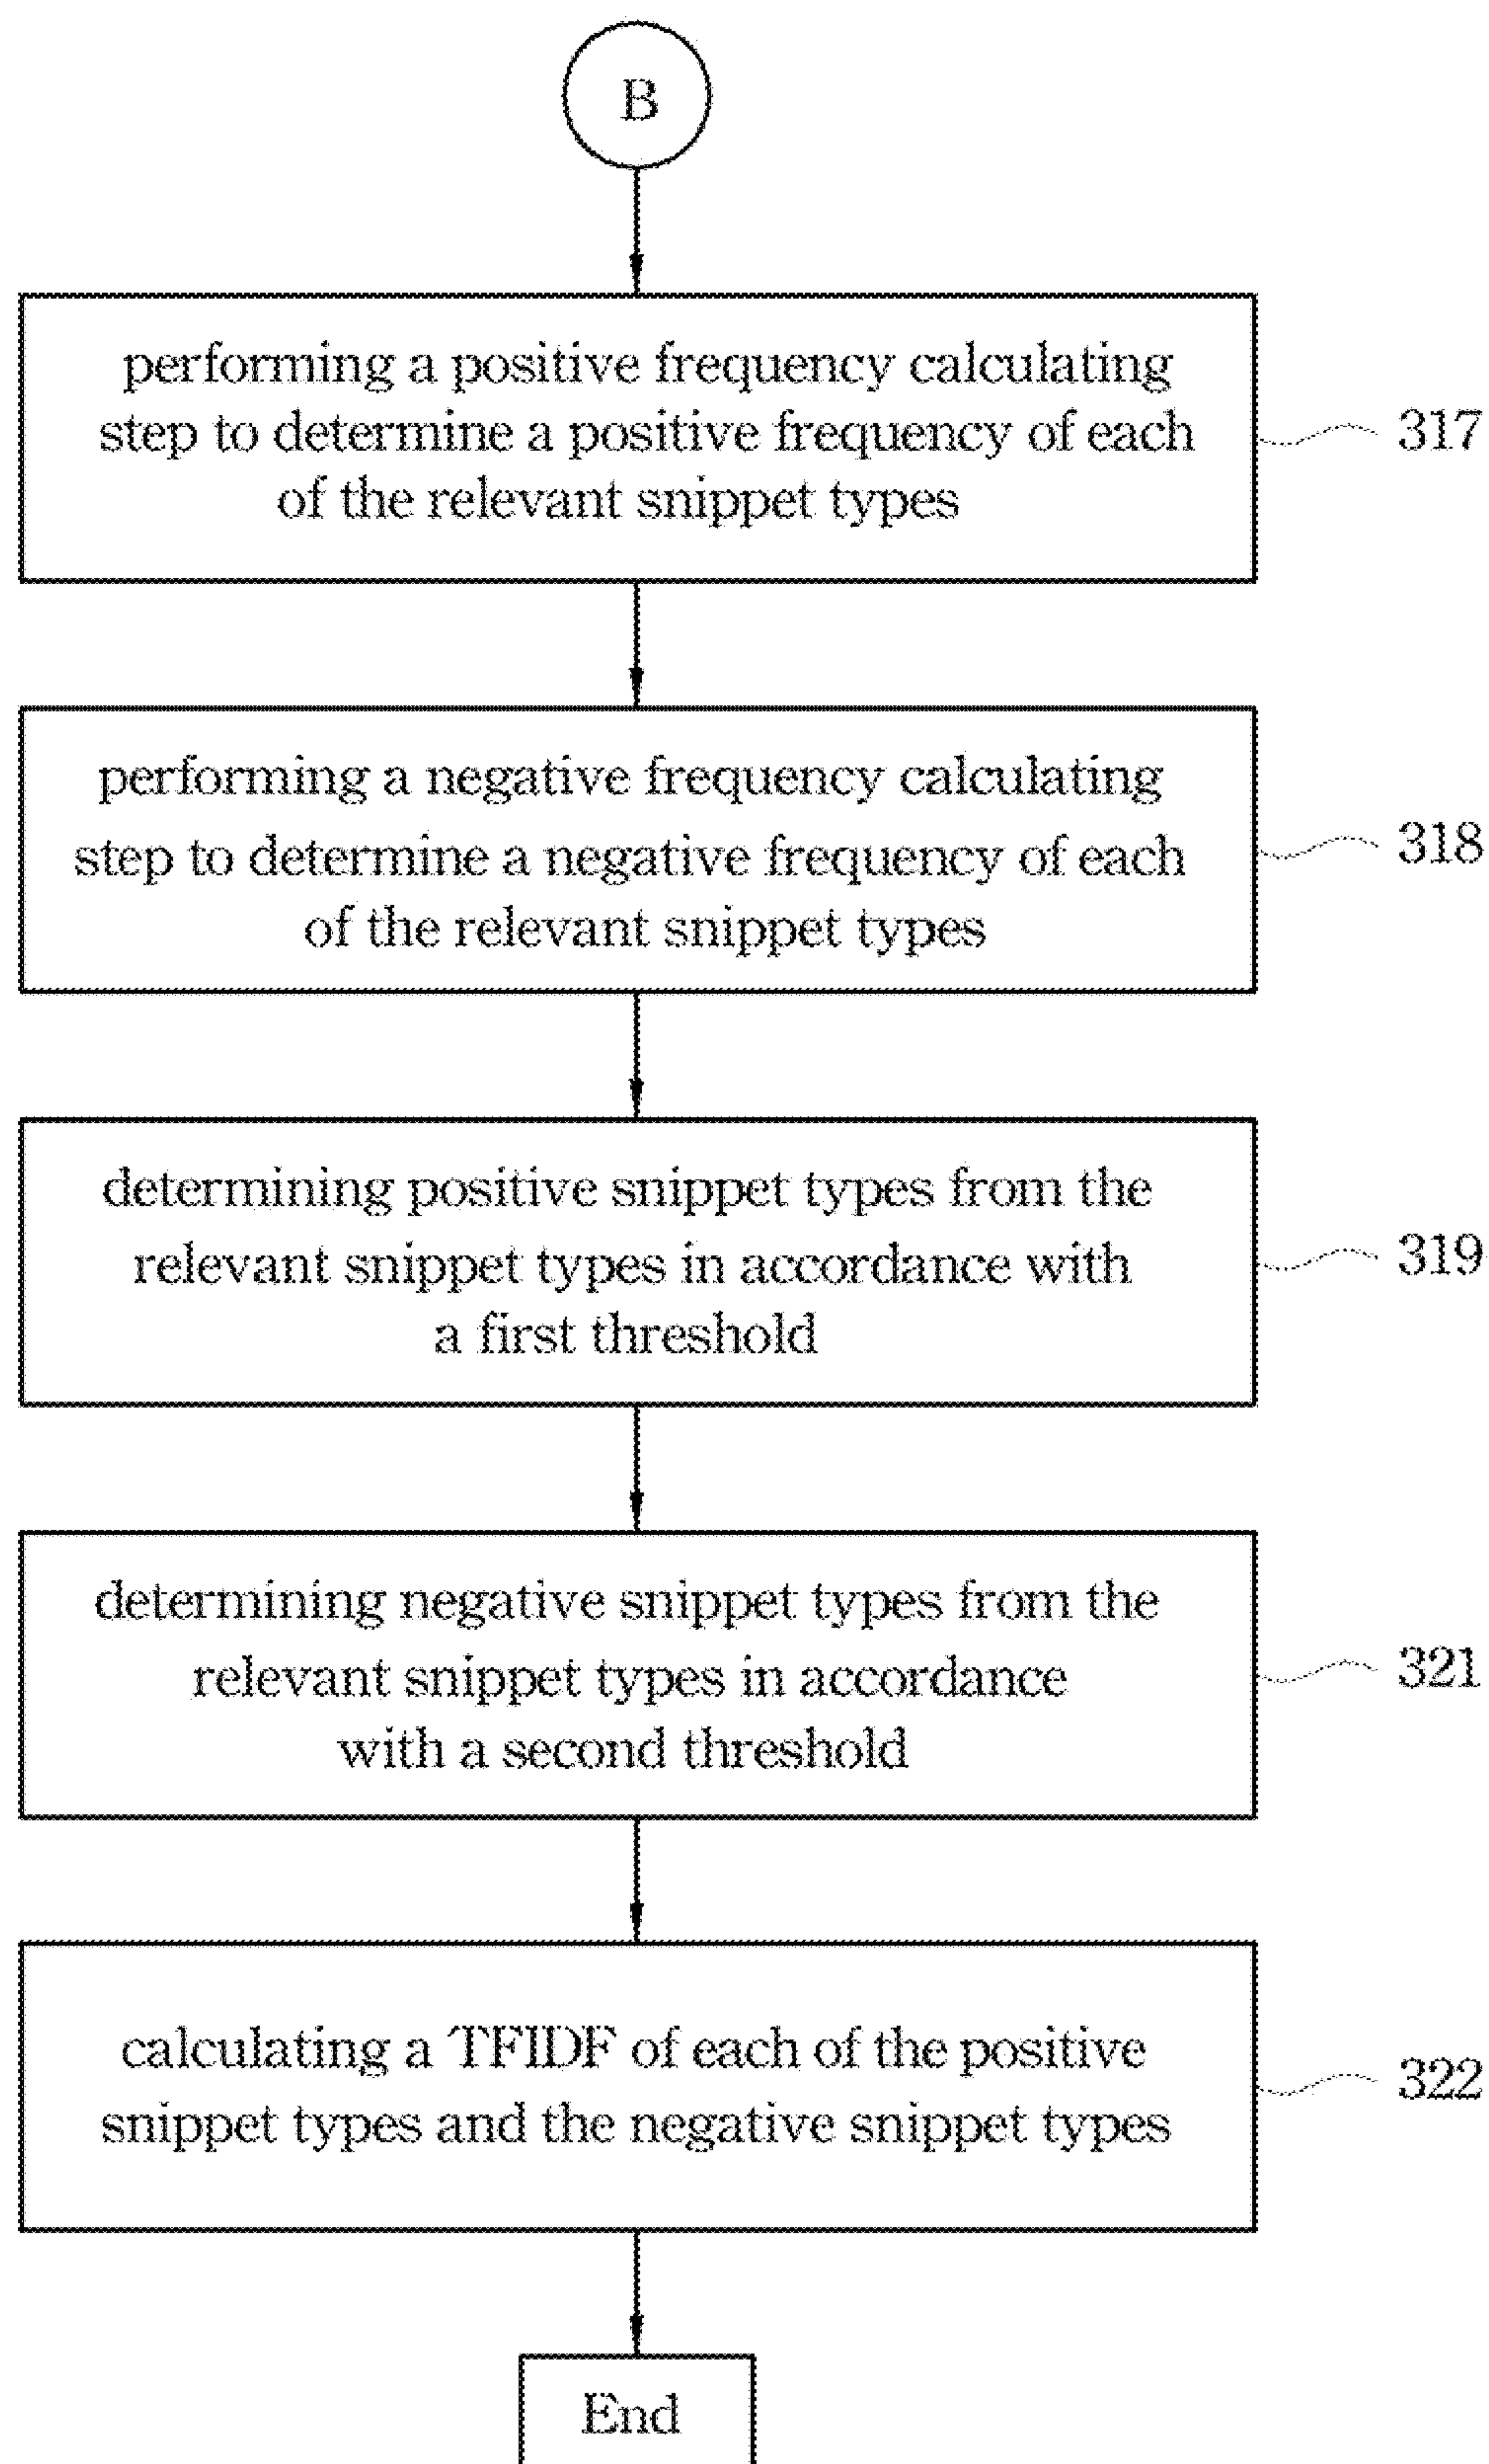 B
performing a positive frequency calculating
step to determine a positive frequency of each
of the relevant snippet types
317
performing a negative frequency calculating
step to determine a negative frequency of each
of the relevant snippet types
318
determining positive snippet types from the
relevant snippet types in accordance with
a first threshold
319
determining negative snippet types from the
relevant snippet types in accordance
with a second threshold
321
calculating a TFIDF of each of the positive
snippet types and the negative snippet types
322
End